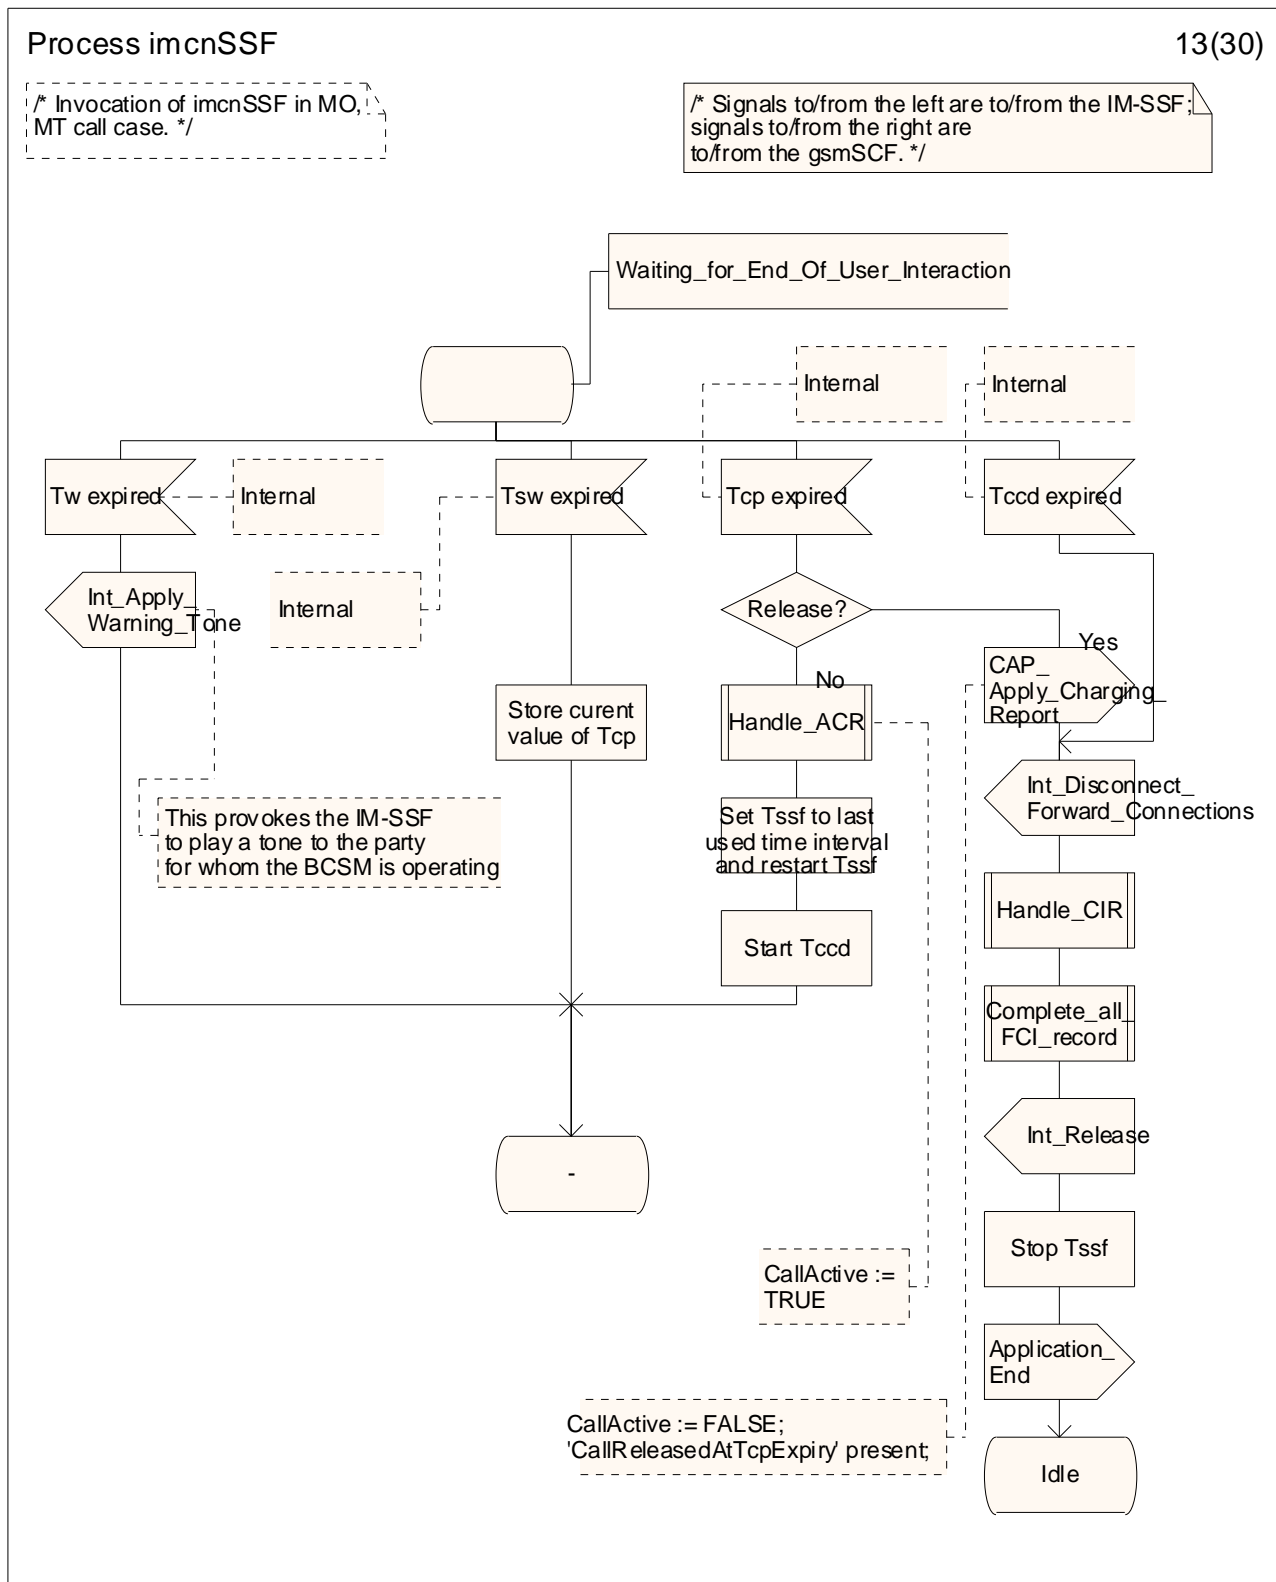 Process imcnSSF
13(30)
/* Invocation of imcnSSF in MO,
MT call case. */
/* Signals to/from the left are to/from the IM-SSF;
signals to/from the right are
to/from the gsmSCF. */
Waiting_for_End_Of_User_Interaction
Internal
Internal
Tw expired
Internal
Tsw expired
Tcp expired
Tccd expired
Int_Apply_
Warning_Tone
Internal
Release?
Yes
No
CAP_
Apply_Charging_
Report
Store curent
value of Tcp
Handle_ACR
Int_Disconnect_
Forward_Connections
This provokes the IM-SSF
to play a tone to the party
for whom the BCSM is operating
Set Tssf to last
used time interval
and restart Tssf
Handle_CIR
Start Tccd
Complete_all_
FCI_record
Int_Release
-
Stop Tssf
CallActive :=
TRUE
Application_
End
CallActive := FALSE;
'CallReleasedAtTcpExpiry' present;
Idle